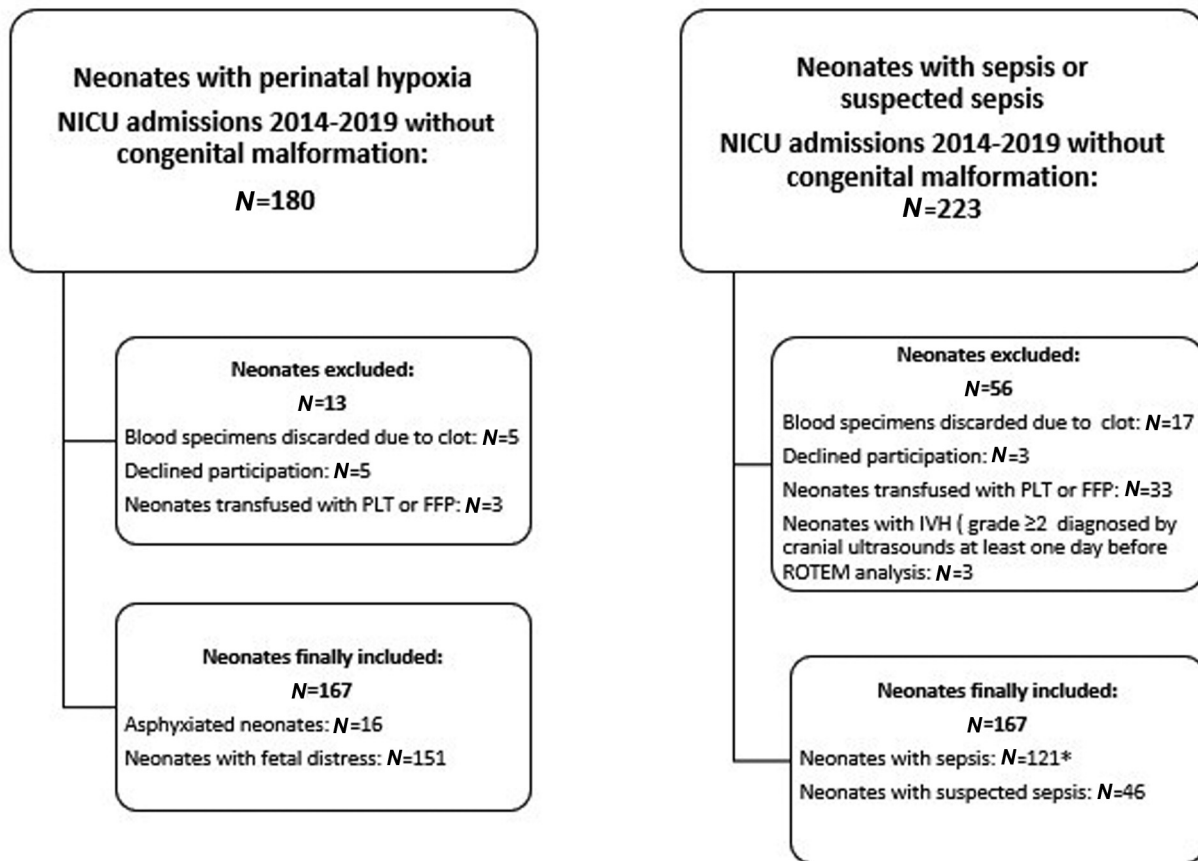 Neonates with perinatal hypoxia
NICU admissions 2014-2019 without
congenital malformation:
N=180
Neonates excluded:
N=13
Blood specimens discarded due to clot: N=5
Declined participation: N=5
Neonates transfused with PLT or FFP: N=3
Neonates finally included:
N=167
Asphyxiated neonates: N=16
Neonates with fetal distress: N=151
Neonates with sepsis or
suspected sepsis
NICU admissions 2014-2019 without
congenital malformation:
N=223
Neonates excluded:
N=56
Blood specimens discarded due to clot: N=17
Declined participation: N=3
Neonates transfused with PLT or FFP: N=33
Neonates with IVH ( grade ≥2 diagnosed by
cranial ultrasounds at least one day before
ROTEM analysis: N=3
Neonates finally included:
N=167
Neonates with sepsis: N=121*
Neonates with suspected sepsis: N=46